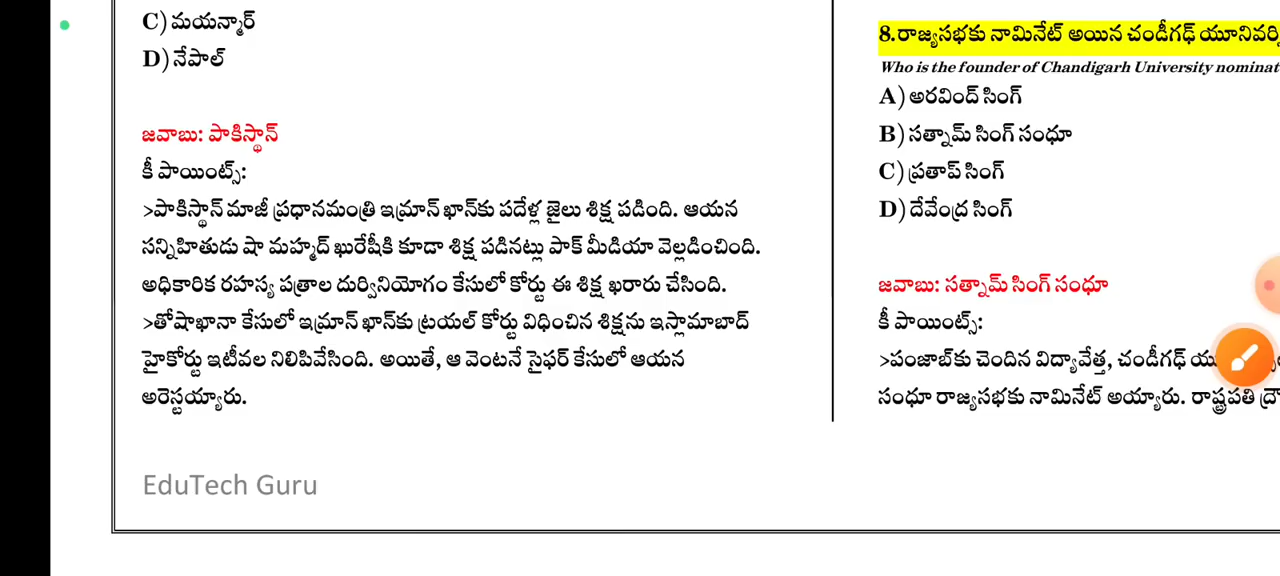 C) మయన్మార్
D) నేపాల్
జవాబు: పాకిస్థాన్
కీ పాయింట్స్:
>పాకిస్థాన్ మాజీ ప్రధానమంత్రి ఇమ్రాన్ ఖాన్‌కు పదేళ్ల జైలు శిక్ష పడింది. ఆయన
సన్నిహితుడు షా మహ్మద్ ఖురేషీకి కూడా శిక్ష పడినట్లు పాక్ మీడియా వెల్లడించింది.
అధికారిక రహస్య పత్రాల దుర్వినియోగం కేసులో కోర్టు ఈ శిక్ష ఖరారు చేసింది.
>తోషాఖానా కేసులో ఇమ్రాన్ ఖాన్‌కు ట్రయల్ కోర్టు విధించిన శిక్షను ఇస్లామాబాద్
హైకోర్టు ఇటీవల నిలిపివేసింది. అయితే, ఆ వెంటనే సైఫర్ కేసులో ఆయన
అరెస్టయ్యారు.
EduTech Guru
8.రాజ్యసభకు నామినేట్ అయిన చండీగఢ్
Who is the founder of Chandigarh University
A) అరవింద్ సింగ్
B) సత్నామ్ సింగ్ సంధూ
C) ప్రతాప్ సింగ్
D) దేవేంద్ర సింగ్
జవాబు: సత్నామ్ సింగ్ సంధూ
కీ పాయింట్స్:
>పంజాబ్‌కు చెందిన విద్యావేత్త, చండీగఢ్
సంధూ రాజ్యసభకు నామినేట్ అయ్యారు. రాష్ట్రపతి